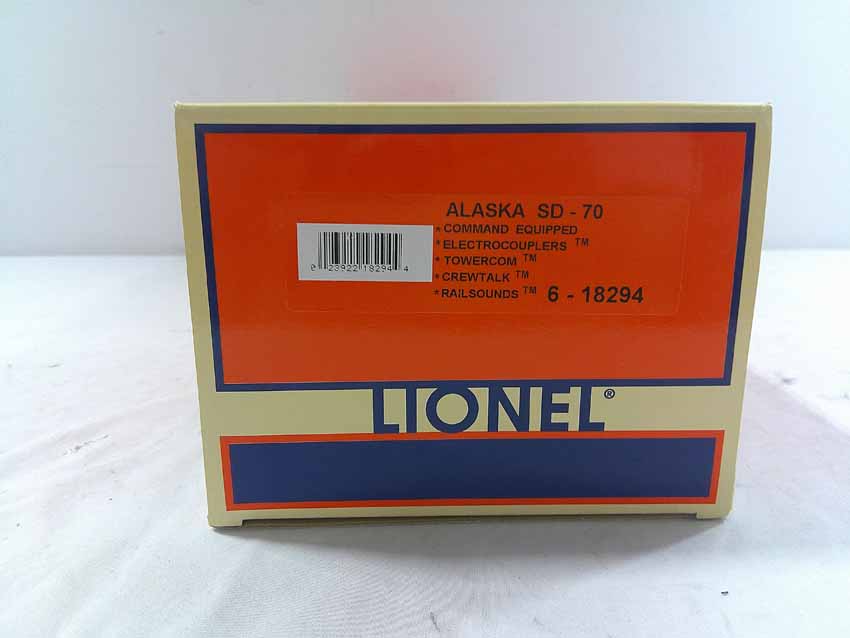 ALASKA SD - 70
*COMMAND EQUIPPED
*ELECTROCOUPLERS ™
* TOWERCOM ™
*CREWTALK ™
*RAILSOUNDS ™ 6 - 18294
0 23922 18294 4
LIONEL®